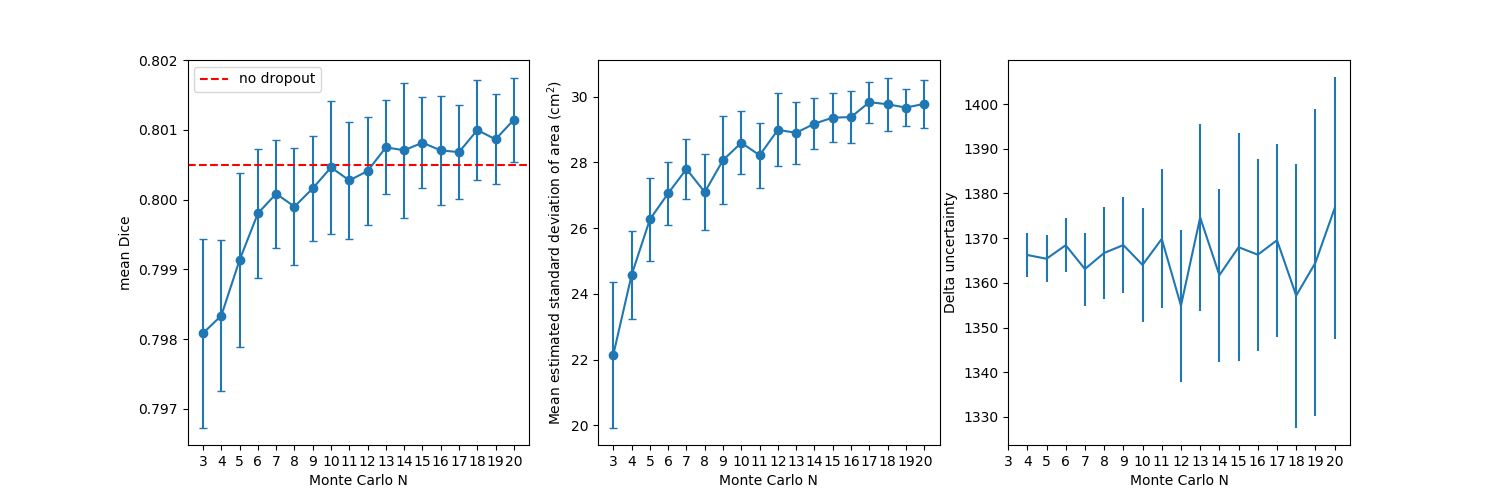 mean Dice
0.802
0.801
0.800
0.799
0.798
0.797
no dropout
3 4 5 6 7 8 9 10 11 12 13 14 15 16 17 18 19 20
Monte Carlo N
Mean estimated standard deviation of area (cm²)
30
28
26
24
22
20
3 4 5 6 7 8 9 10 11 12 13 14 15 16 17 18 19 20
Monte Carlo N
Delta uncertainty
1400
1390
1380
1370
1360
1350
1340
1330
3 4 5 6 7 8 9 10 11 12 13 14 15 16 17 18 19 20
Monte Carlo N